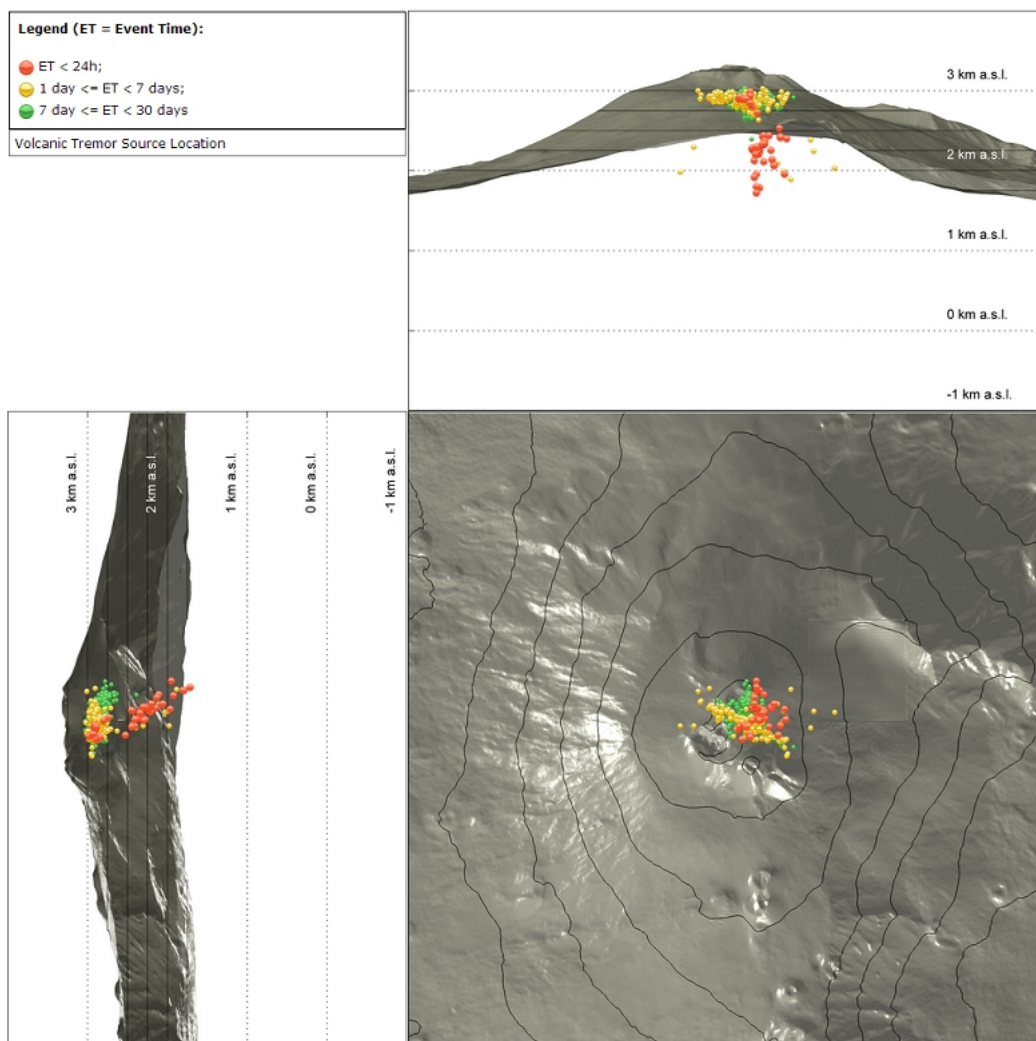 Legend (ET = Event Time):
ET < 24h;
1 day <= ET < 7 days;
7 day <= ET < 30 days
Volcanic Tremor Source Location
3 km a.s.l.
2 km a.s.l.
1 km a.s.l.
0 km a.s.l.
-1 km a.s.l.
3 km a.s.l.
2 km a.s.l.
1 km a.s.l.
0 km a.s.l.
-1 km a.s.l.